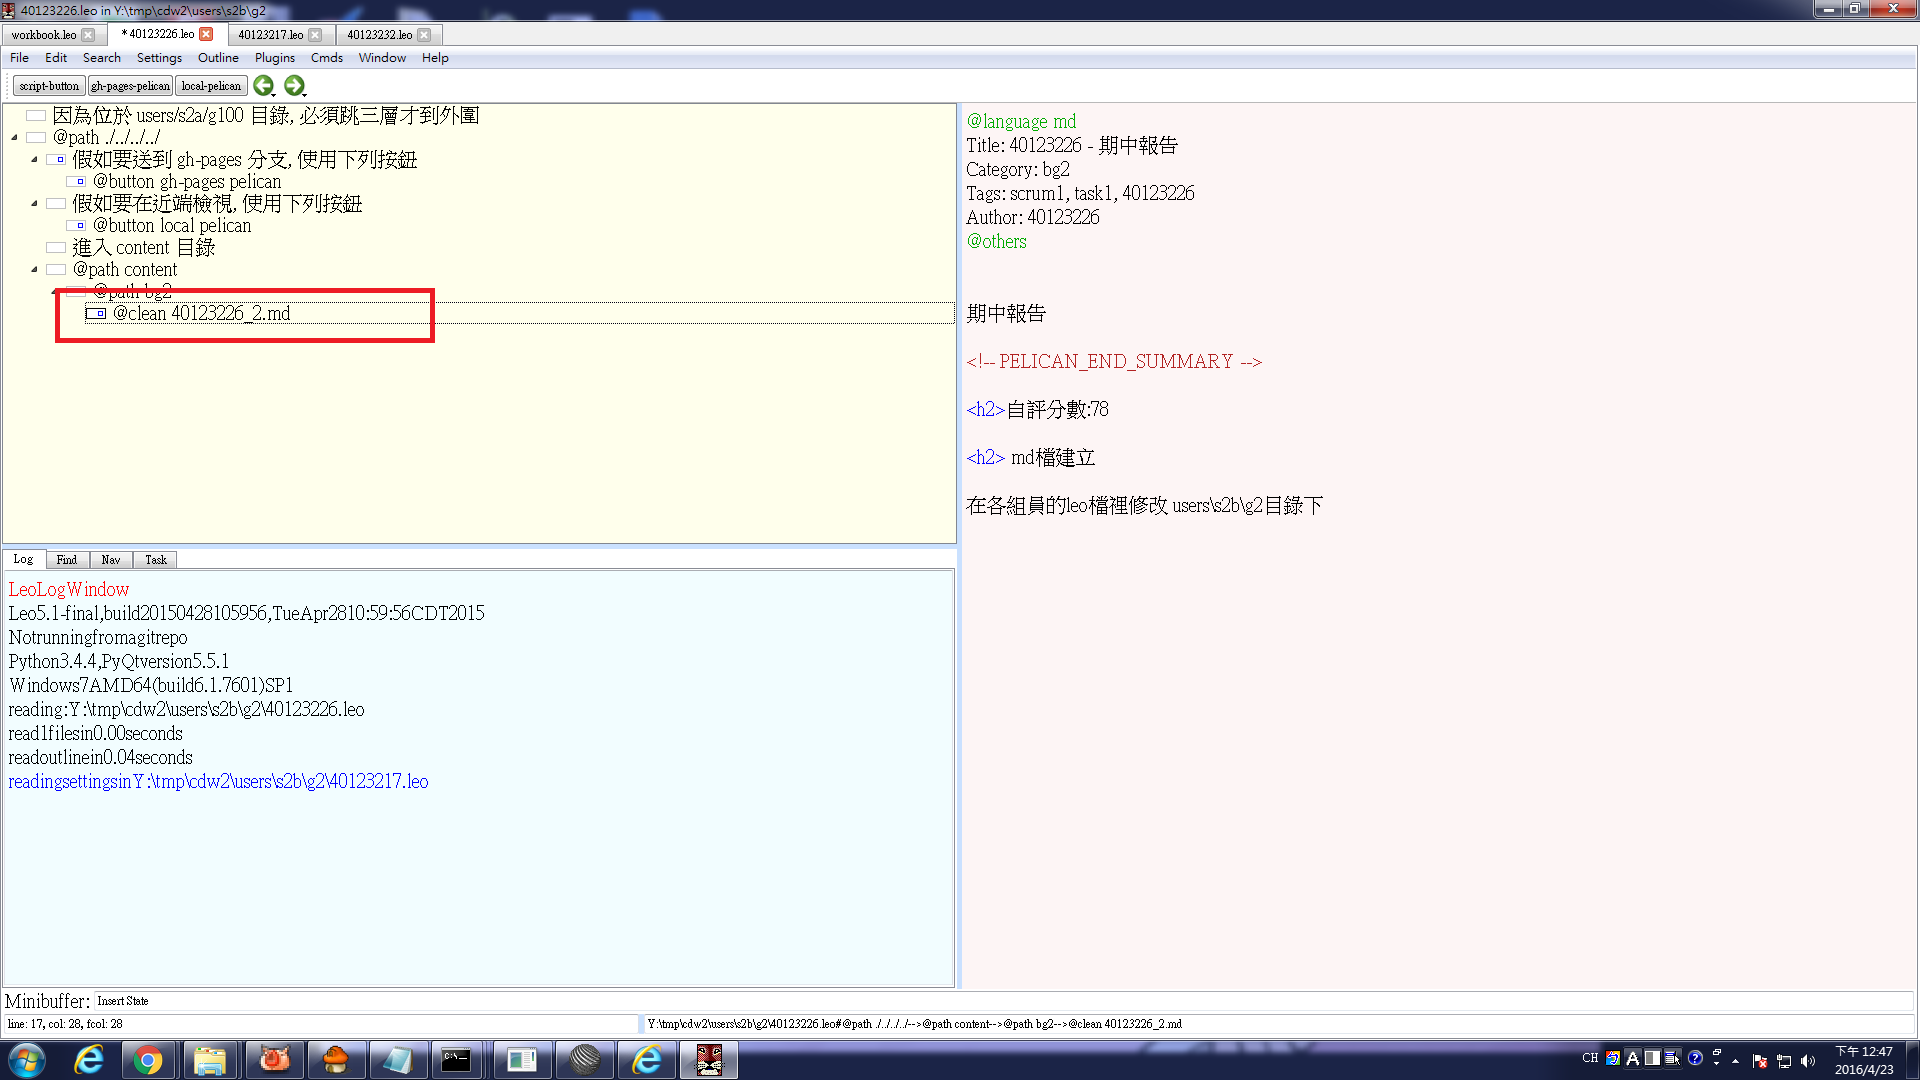 40123226.leo in Y:\tmp\cdw2\users\s2b\g2
workbook.leo
* 40123226.leo
40123217.leo
40123232.leo
File Edit Search Settings Outline Plugins Cmds Window Help
script-button gh-pages-pelican local-pelican
因為位於 users/s2a/g100 目錄, 必須跳三層才到外圍
@path ./../../../
假如要送到 gh-pages 分支, 使用下列按鈕
@button gh-pages pelican
假如要在近端檢視, 使用下列按鈕
@button local pelican
進入 content 目錄
@path content
@path bg2
@clean 40123226_2.md
@language md
Title: 40123226 - 期中報告
Category: bg2
Tags: scrum1, task1, 40123226
Author: 40123226
@others
期中報告
<!-- PELICAN_END_SUMMARY -->
<h2>自評分數:78
<h2> md檔建立
在各組員的leo檔裡修改 users\s2b\g2目錄下
Log Find Nav Task
LeoLogWindow
Leo5.1-final,build20150428105956,TueApr2810:59:56CDT2015
Notrunningfromagitrepo
Python3.4.4,PyQtversion5.5.1
Windows7AMD64(build6.1.7601)SP1
reading:Y:\tmp\cdw2\users\s2b\g2\40123226.leo
read1filesin0.00seconds
readoutlinein0.04seconds
readingsettingsinY:\tmp\cdw2\users\s2b\g2\40123217.leo
Minibuffer: Insert State
line: 17, col: 28, fcol: 28
Y:\tmp\cdw2\users\s2b\g2\40123226.leo#@path ./../../../-->@path content-->@path bg2-->@clean 40123226_2.md
CH
下午 12:47
2016/4/23